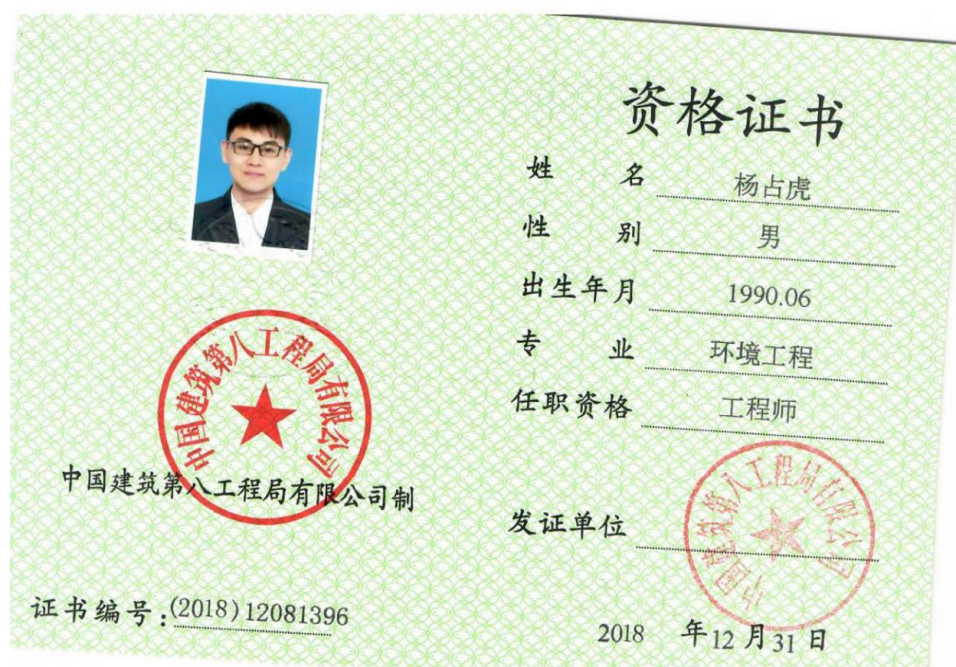 资格证书
姓 名 杨占虎
性 别 男
出生年月 1990.06
专 业 环境工程
任职资格 工程师
中国建筑第八工程局有限公司
中国建筑第八工程局有限公司制
发证单位
中国建筑第八工程局有限公司
证书编号:(2018)12081396
2018 年12月31日